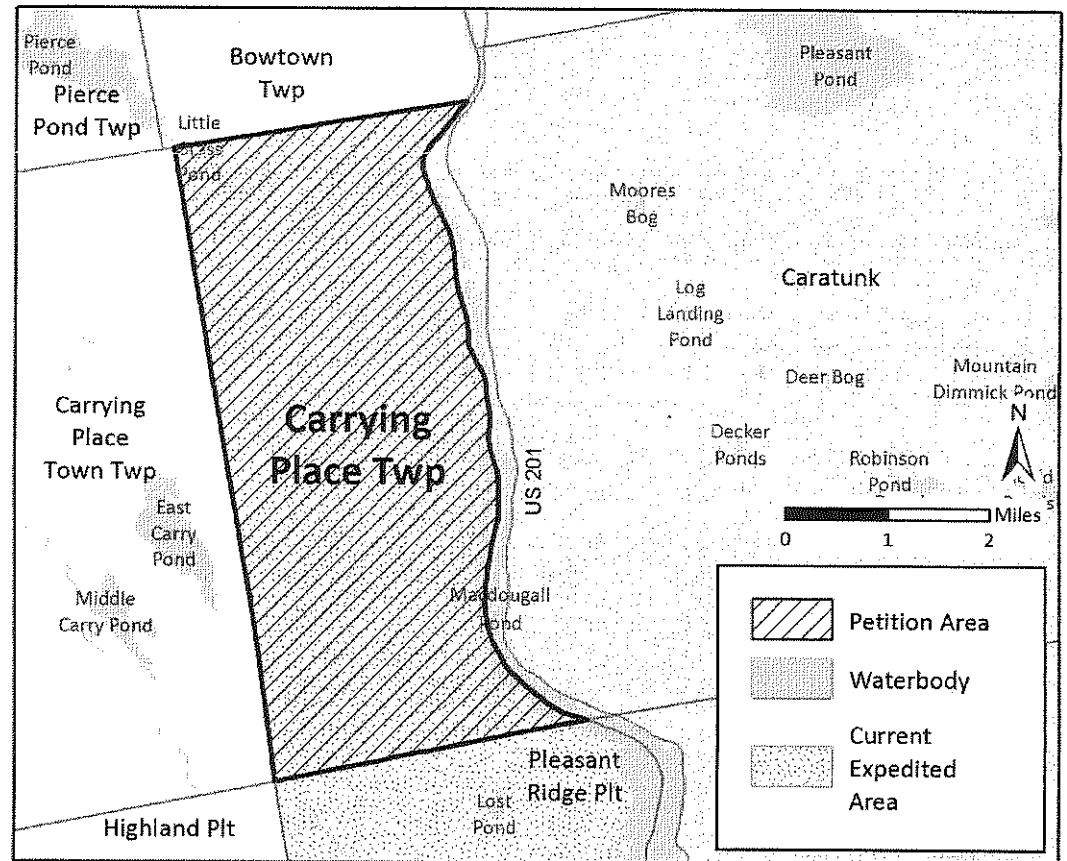 Pierce
Pond
Pierce
Pond Twp
Bowtown
Twp
Pleasant
Pond
Little
Pond
Moores
Bog
Caratunk
Log
Landing
Pond
Deer Bog
Mountain
Dimmick Pond
Carrying
Place
Town Twp
Carrying
Place Twp
Decker
Ponds
Robinson
Pond
N
US 201
East
Carry
Pond
Miles
0 1 2
Middle
Carry Pond
Macdougall
Pond
Petition Area
Waterbody
Current
Expedited
Area
Pleasant
Ridge Plt
Lost
Pond
Highland Plt